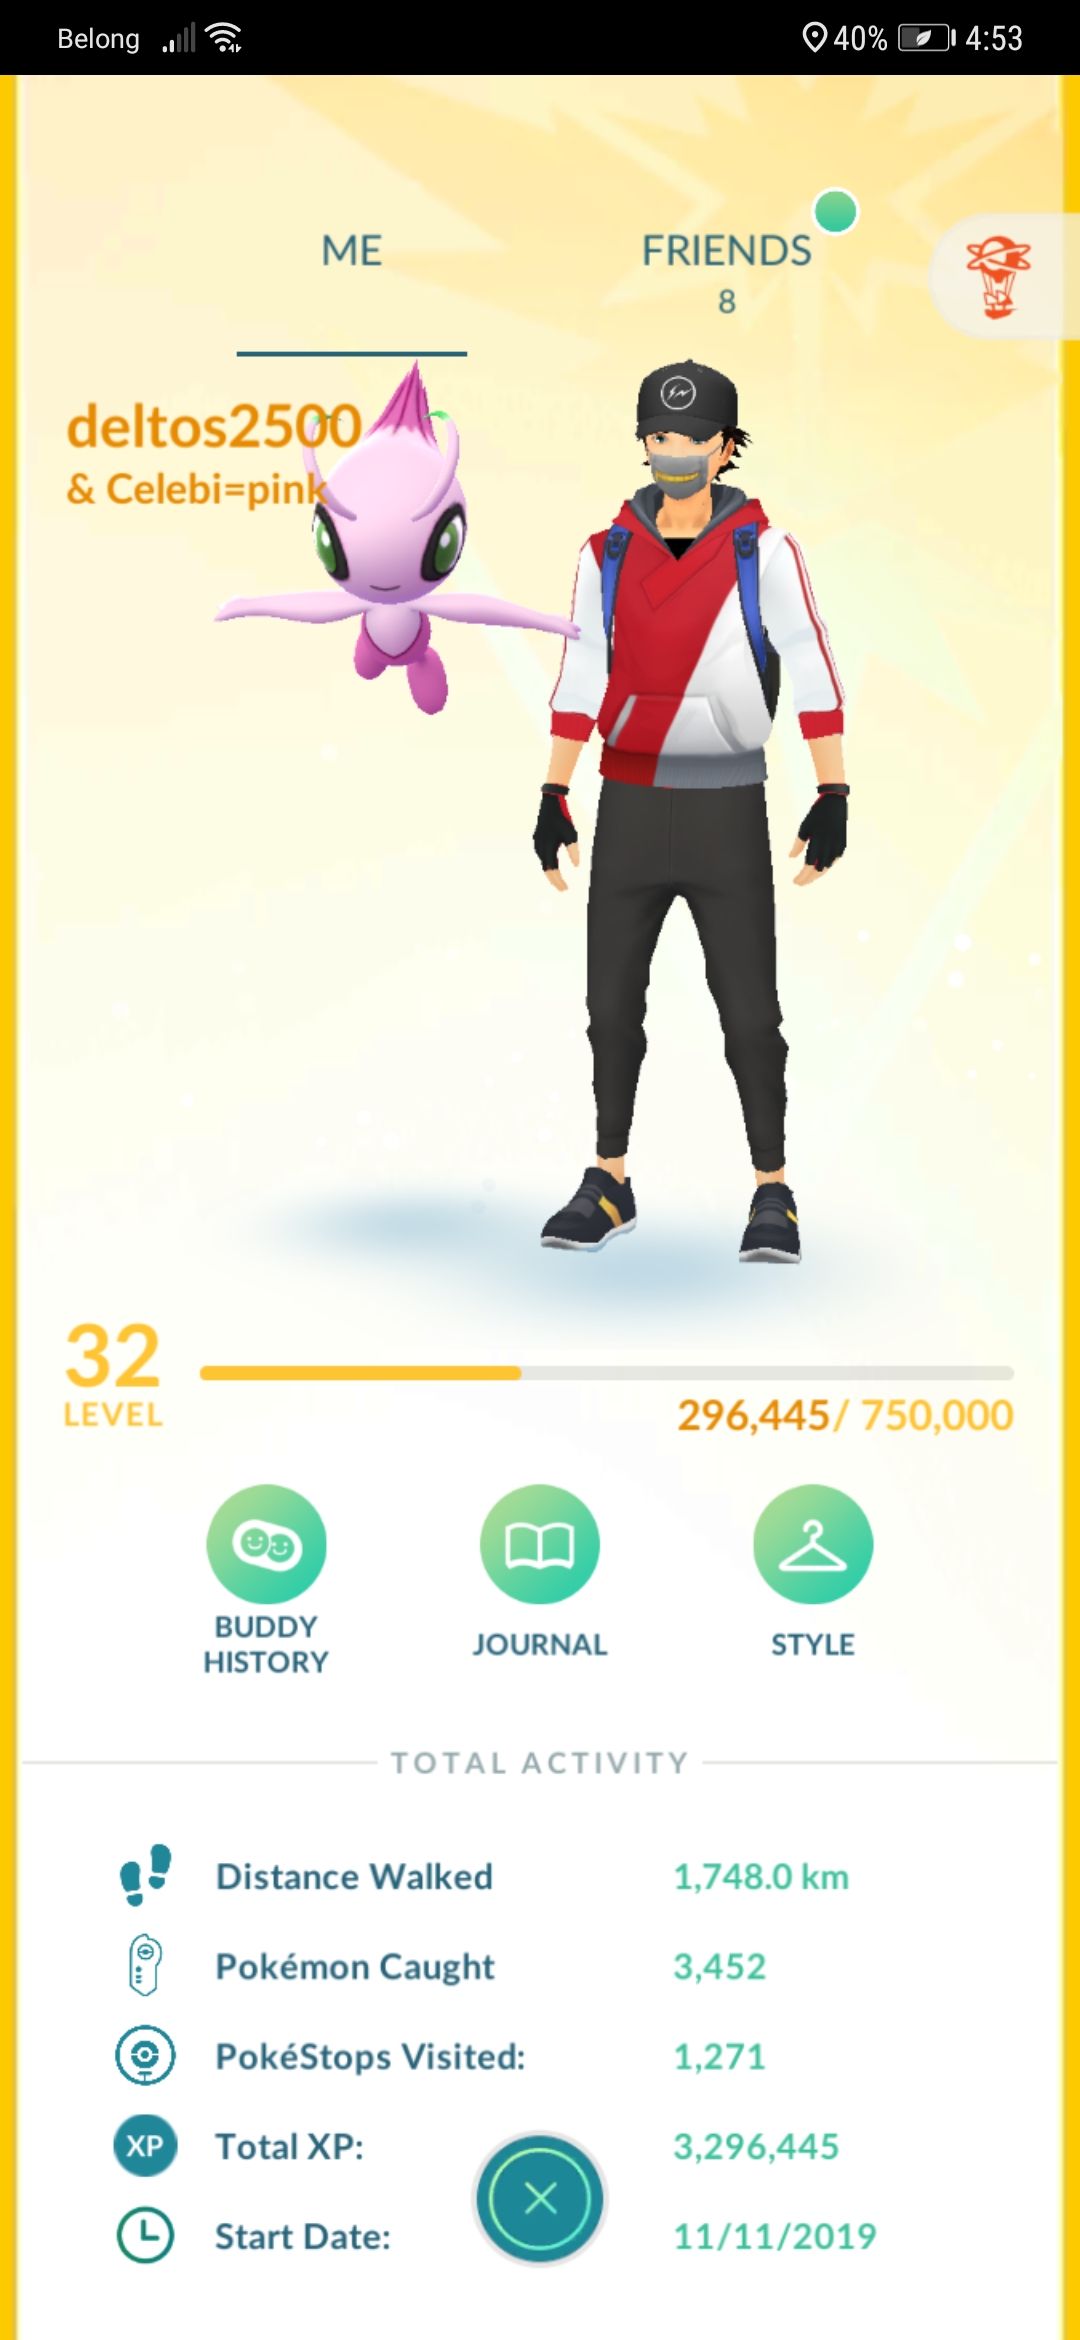 Belong
40%
4:53
ME
FRIENDS
8
deltos2500
& Celebi=pink
32
LEVEL
296,445/ 750,000
BUDDY
HISTORY
JOURNAL
STYLE
TOTAL ACTIVITY
Distance Walked 1,748.0 km
Pokémon Caught 3,452
PokéStops Visited: 1,271
XP Total XP: 3,296,445
Start Date: 11/11/2019